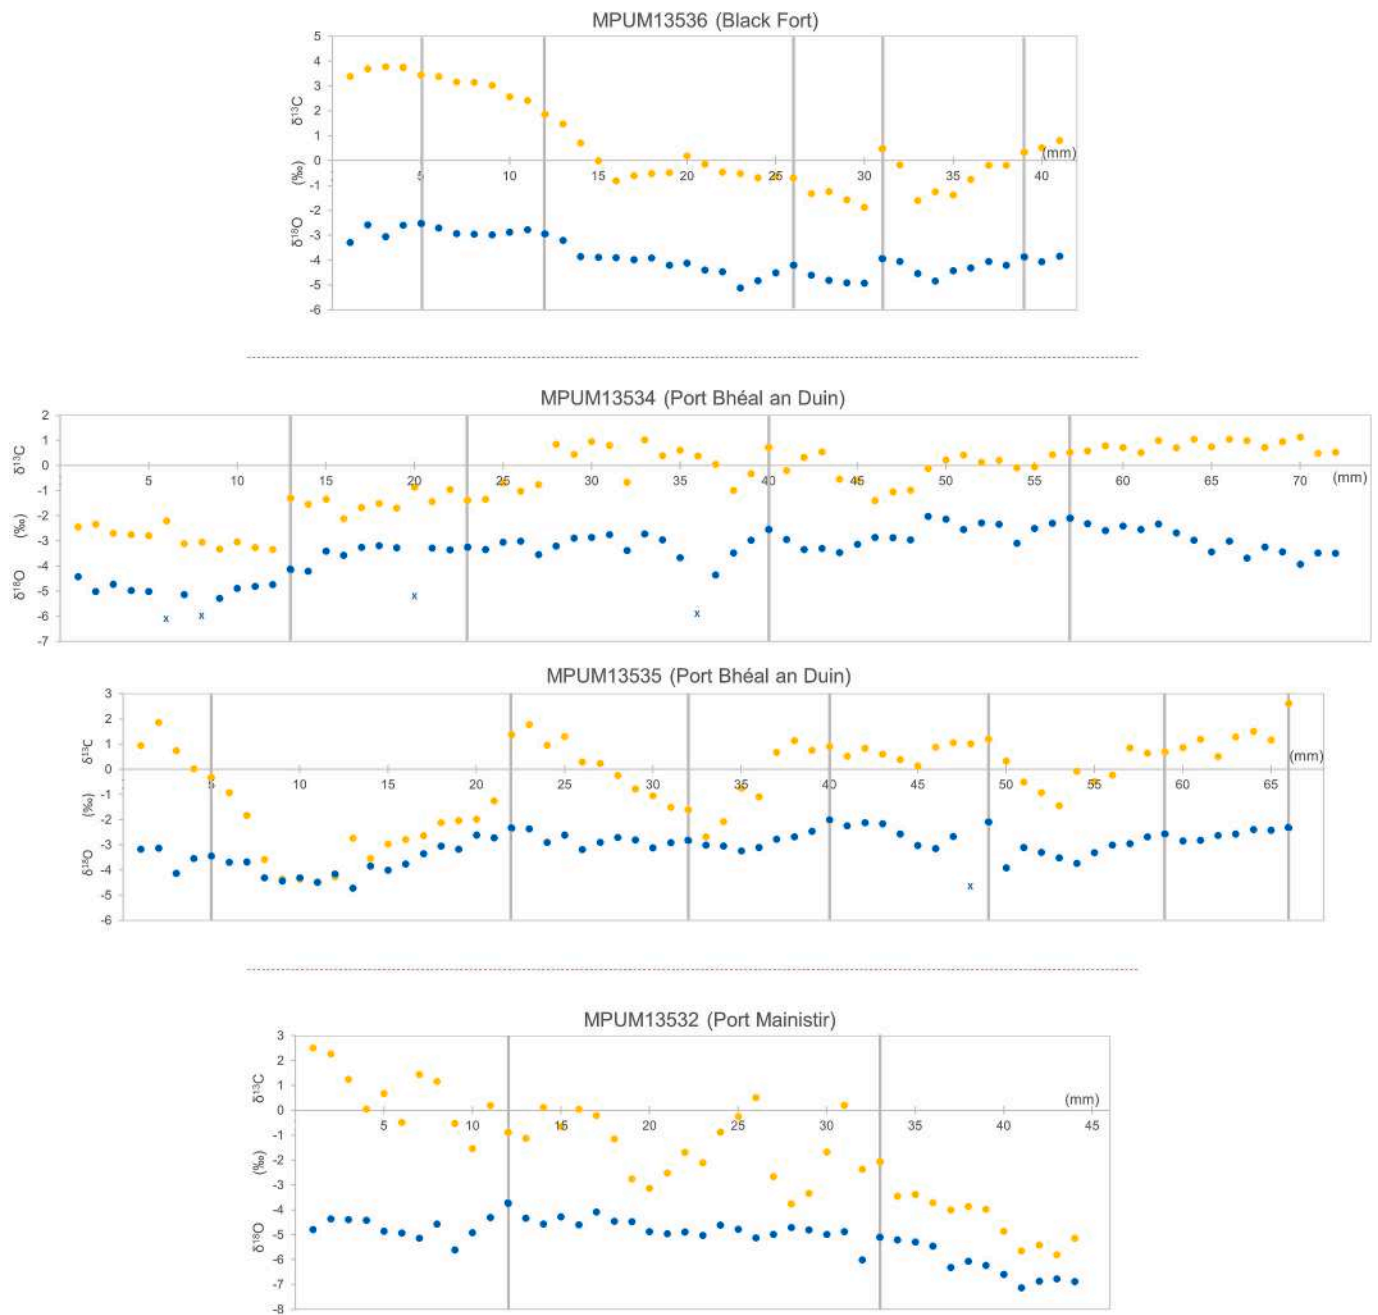 MPUM13536 (Black Fort)
5
4
3
2
1
0
-1
-2
-3
-4
-5
-6
δ¹³C
(‰)
δ¹⁸O
5 10 15 20 25 30 35 40
(mm)
MPUM13534 (Port Bhéal an Duin)
2
1
0
-1
-2
-3
-4
-5
-6
-7
δ¹³C
(‰)
δ¹⁸O
5 10 15 20 25 30 35 40 45 50 55 60 65 70
(mm)
x x x x
MPUM13535 (Port Bhéal an Duin)
3
2
1
0
-1
-2
-3
-4
-5
-6
δ¹³C
(‰)
δ¹⁸O
5 10 15 20 25 30 35 40 45 50 55 60 65
(mm)
x
MPUM13532 (Port Mainistir)
3
2
1
0
-1
-2
-3
-4
-5
-6
-7
-8
δ¹³C
(‰)
δ¹⁸O
5 10 15 20 25 30 35 40 45
(mm)